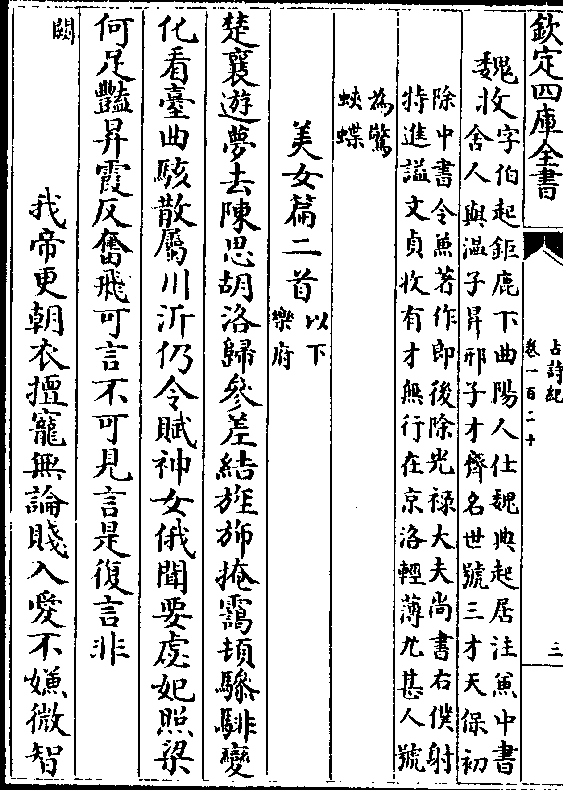 欽定四庫全書
古詩紀
卷一百二十
三
魏收
字伯起鉅鹿下曲陽人仕魏典起居注兼中書
舍人與溫子昇邢子才齊名世號三才天保初
除中書令兼著作郎後除光祿大夫尚書右僕射
特進謚文貞收有才無行在京洛輕薄尤甚人號
為驚
蛺蝶
美女篇二首
以下
樂府
楚襄遊夢去陳思胡洛歸參差結旌斾掩靄頓驂騑變
化看臺曲駭散屬川沂仍令賦神女俄聞要虙妃照梁
何足豔昇霞反奮飛可言不可見言是復言非
我帝更朝衣擅寵無論賤入愛不嫌微智
闕